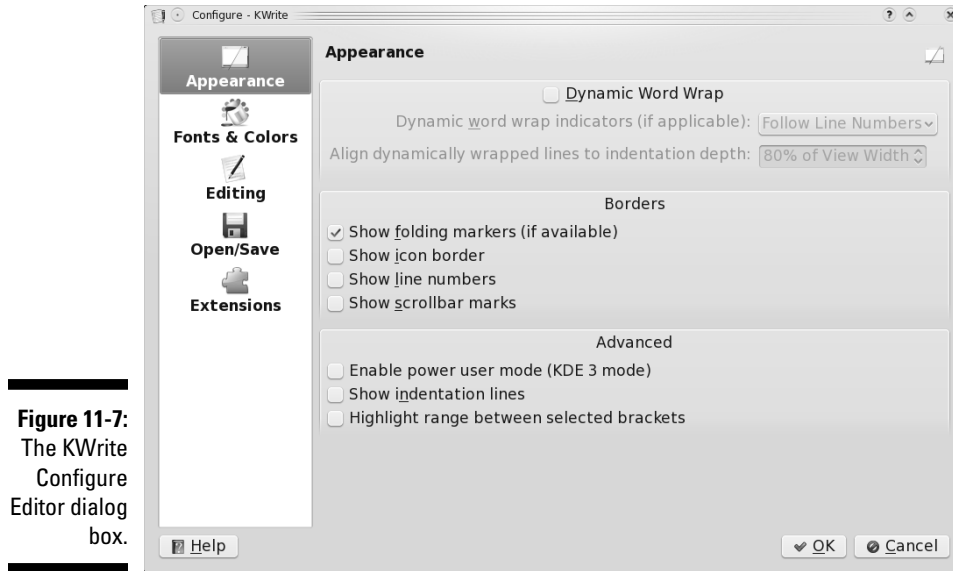 Configure - KWrite
Appearance
Fonts & Colors
Editing
Open/Save
Extensions
Appearance
Dynamic Word Wrap
Dynamic word wrap indicators (if applicable): Follow Line Numbers
Align dynamically wrapped lines to indentation depth: 80% of View Width
Borders
Show folding markers (if available)
Show icon border
Show line numbers
Show scrollbar marks
Advanced
Enable power user mode (KDE 3 mode)
Show indentation lines
Highlight range between selected brackets
Help
OK
Cancel
Figure 11-7:
The KWrite
Configure
Editor dialog
box.